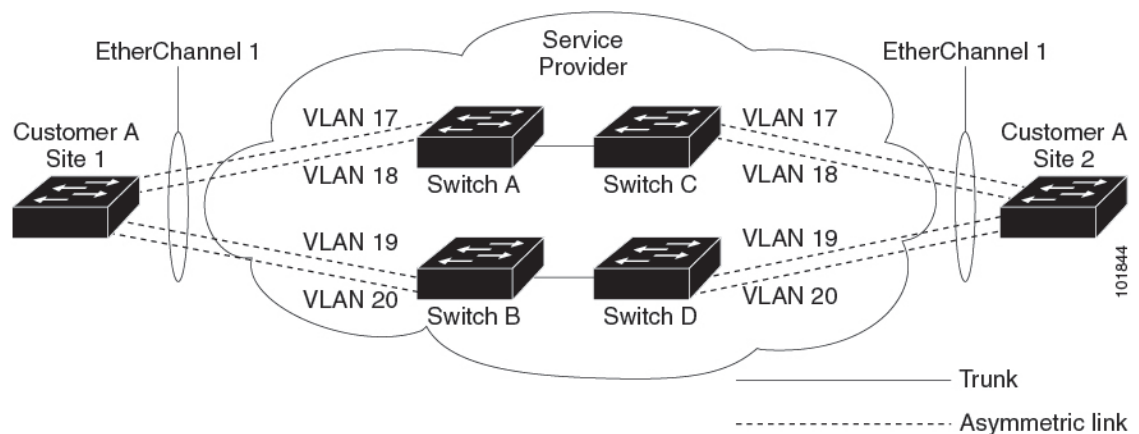 Service
Provider
EtherChannel 1
EtherChannel 1
Customer A
Site 1
VLAN 17
VLAN 18
Switch A
Switch C
VLAN 17
VLAN 18
Customer A
Site 2
VLAN 19
VLAN 20
Switch B
Switch D
VLAN 19
VLAN 20
101844
Trunk
Asymmetric link